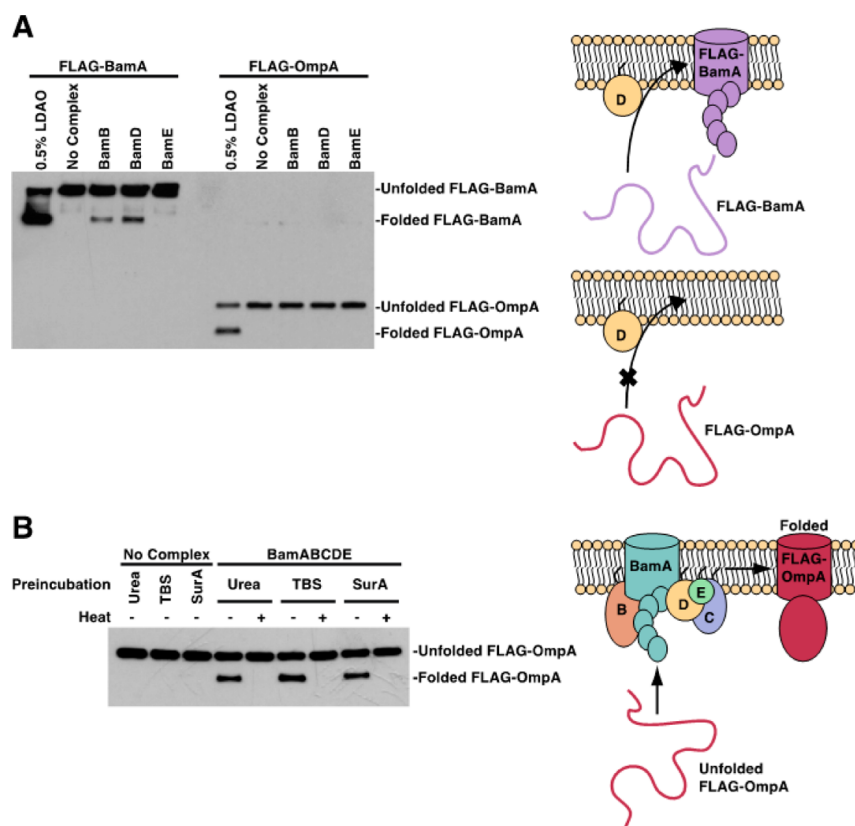 A
FLAG-BamA
FLAG-OmpA
0.5% LDAO
No Complex
BamB
BamD
BamE
0.5% LDAO
No Complex
BamB
BamD
BamE
-Unfolded FLAG-BamA
-Folded FLAG-BamA
-Unfolded FLAG-OmpA
-Folded FLAG-OmpA
FLAG-
BamA
D
FLAG-BamA
D
FLAG-OmpA
B
No Complex
BamABCDE
Preincubation
Urea
TBS
SurA
Urea
TBS
SurA
Heat
- - - - + - + - +
-Unfolded FLAG-OmpA
-Folded FLAG-OmpA
Folded
BamA
FLAG-
OmpA
B
D
E
C
Unfolded
FLAG-OmpA